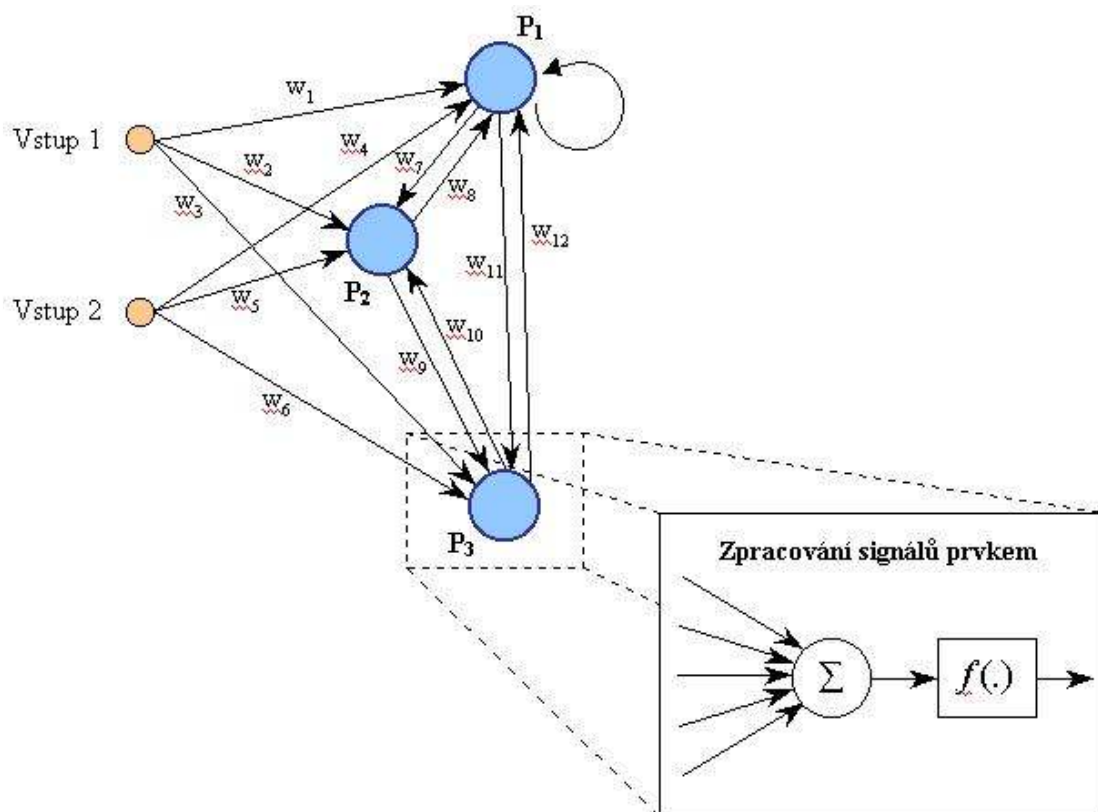 P₁
w₁
Vstup 1
w₄
w₂
w₇
w₈
w₃
w₁₂
w₁₁
P₂
w₅
Vstup 2
w₁₀
w₉
w₆
P₃
Zpracování signálů prvkem
Σ
f(.)